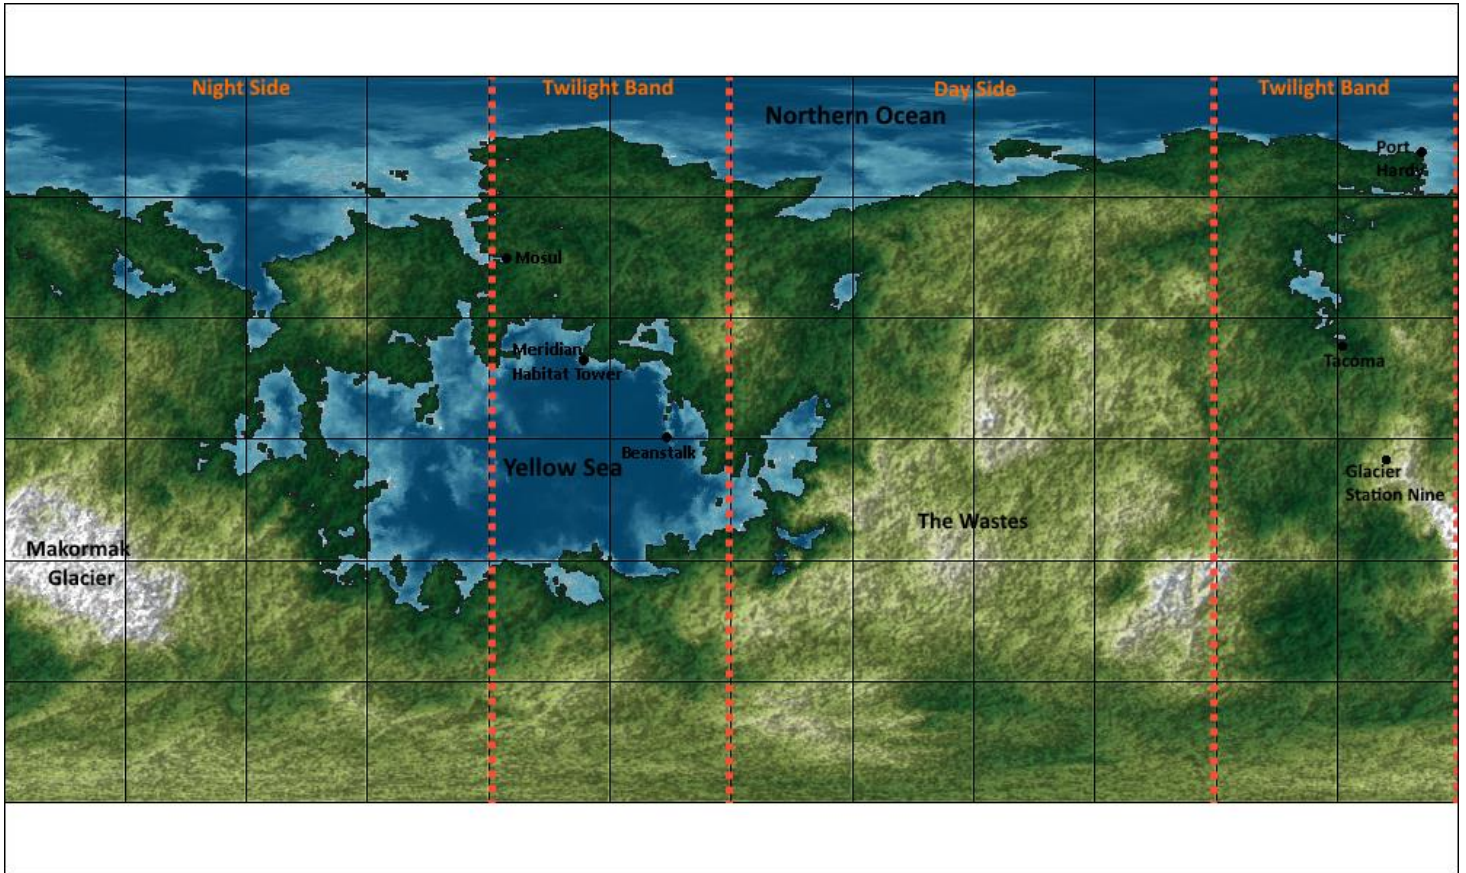 Night Side
Twilight Band
Day Side
Twilight Band
Northern Ocean
Port
Hardy
Mosul
Meridian
Habitat Tower
Tacoma
Beanstalk
Yellow Sea
Glacier
Station Nine
The Wastes
Makormak
Glacier